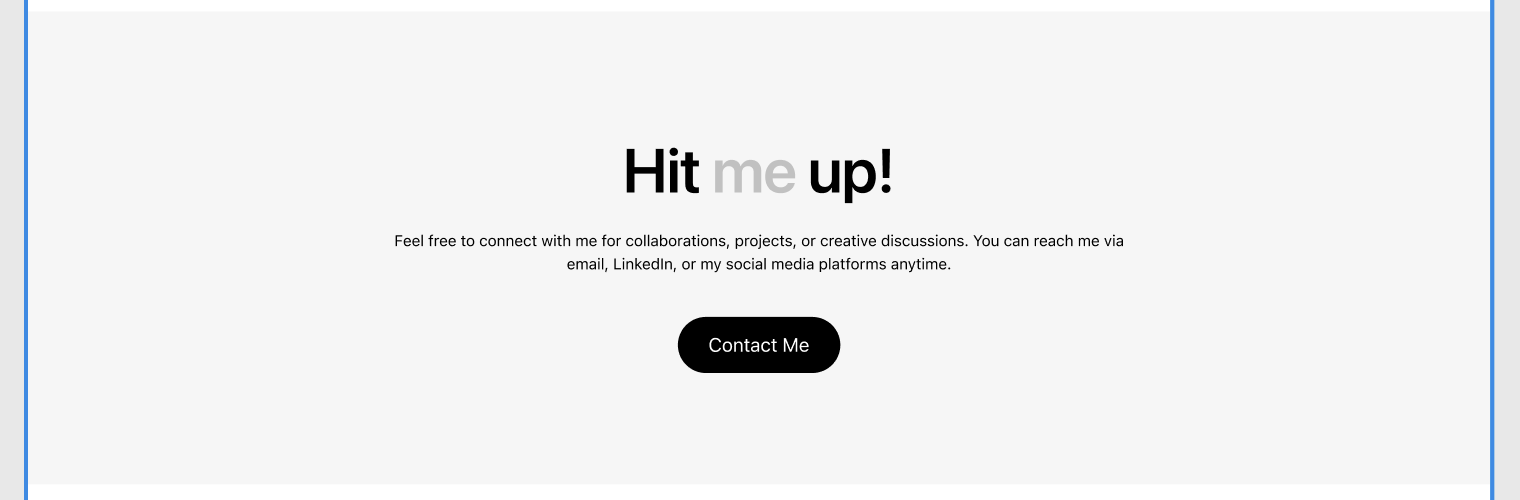 Hit me up!
Feel free to connect with me for collaborations, projects, or creative discussions. You can reach me via
email, LinkedIn, or my social media platforms anytime.
Contact Me